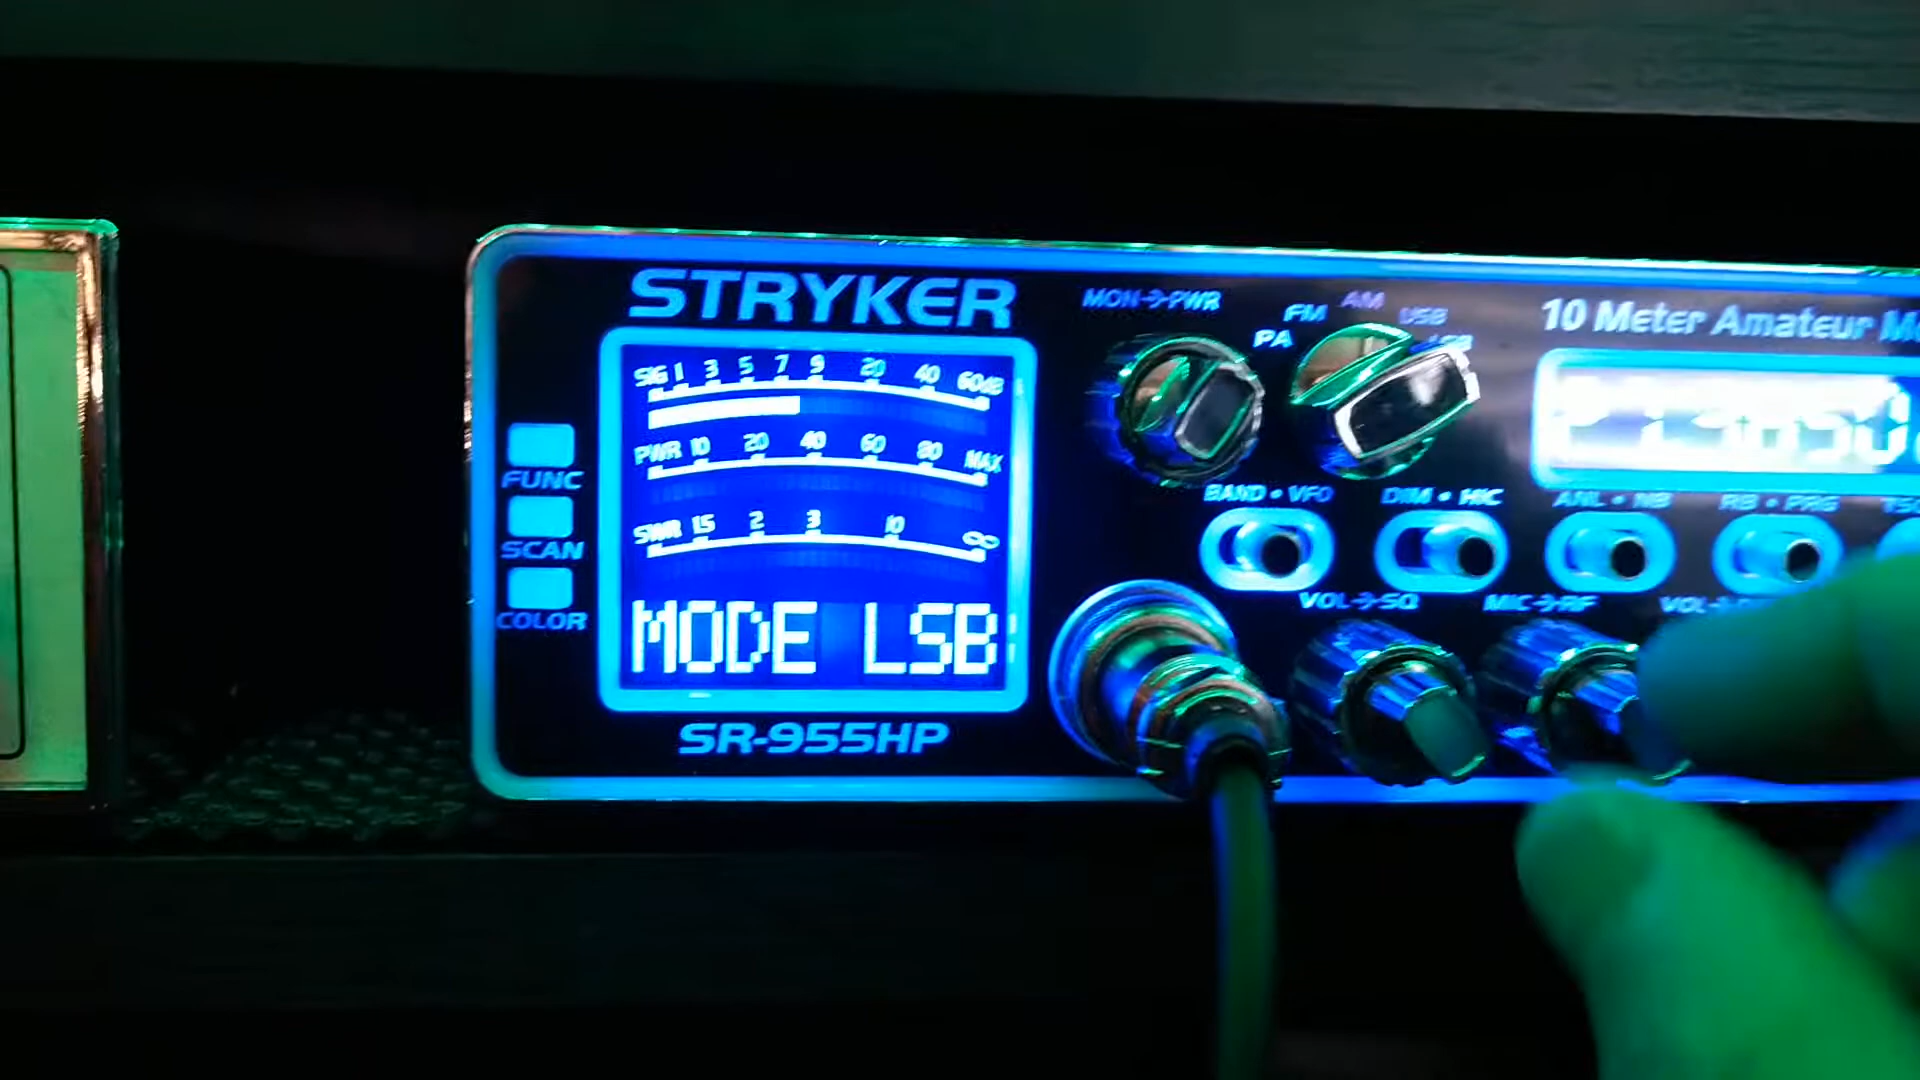 STRYKER
SIG 1 3 5 7 9 20 40 60dB
PWR 10 20 40 60 80 MAX
SWR 1.5 2 3 10 ∞
MODE LSB
SR-955HP
FUNC
SCAN
COLOR
MON→PWR
PA FM AM USB LSB
10 Meter Amateur
BAND • VFO
DIM • HIC
ANL • NB
RB • PRG
VOL→SQ
MIC→RF